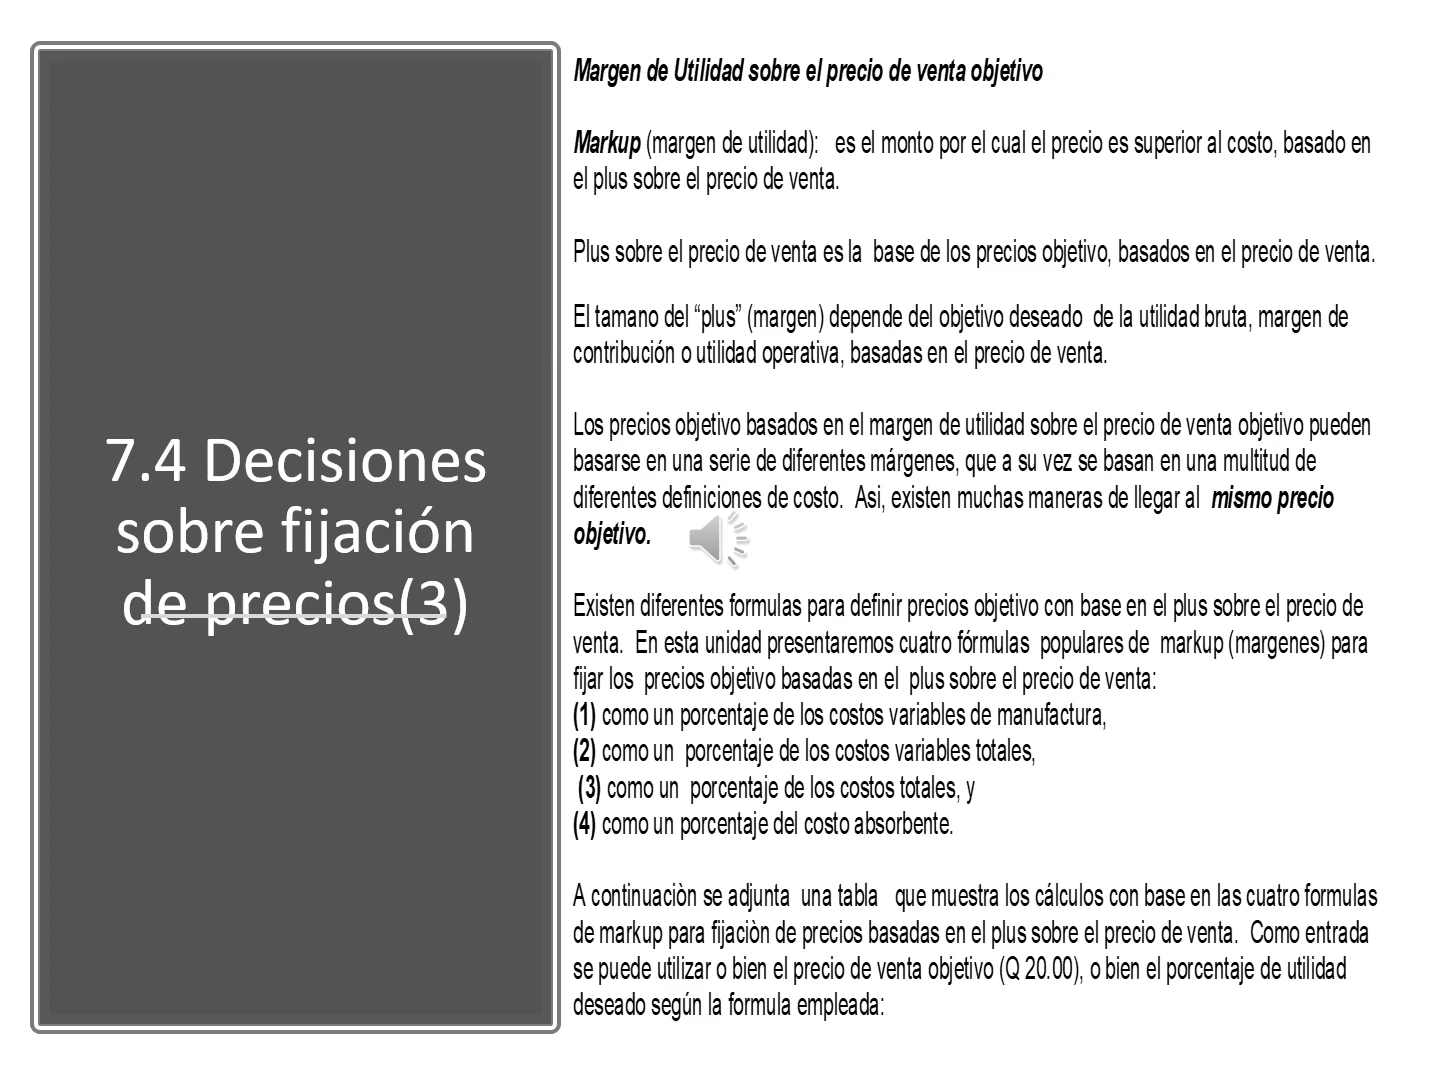 7.4 Decisiones
sobre fijación
de precios(3)
Margen de Utilidad sobre el precio de venta objetivo
Markup (margen de utilidad): es el monto por el cual el precio es superior al costo, basado en
el plus sobre el precio de venta.
Plus sobre el precio de venta es la base de los precios objetivo, basados en el precio de venta.
El tamano del “plus” (margen) depende del objetivo deseado de la utilidad bruta, margen de
contribución o utilidad operativa, basadas en el precio de venta.
Los precios objetivo basados en el margen de utilidad sobre el precio de venta objetivo pueden
basarse en una serie de diferentes márgenes, que a su vez se basan en una multitud de
diferentes definiciones de costo. Asi, existen muchas maneras de llegar al mismo precio
objetivo.
Existen diferentes formulas para definir precios objetivo con base en el plus sobre el precio de
venta. En esta unidad presentaremos cuatro fórmulas populares de markup (margenes) para
fijar los precios objetivo basadas en el plus sobre el precio de venta:
(1) como un porcentaje de los costos variables de manufactura,
(2) como un porcentaje de los costos variables totales,
(3) como un porcentaje de los costos totales, y
(4) como un porcentaje del costo absorbente.
A continuaciòn se adjunta una tabla que muestra los cálculos con base en las cuatro formulas
de markup para fijaciòn de precios basadas en el plus sobre el precio de venta. Como entrada
se puede utilizar o bien el precio de venta objetivo (Q 20.00), o bien el porcentaje de utilidad
deseado según la formula empleada: